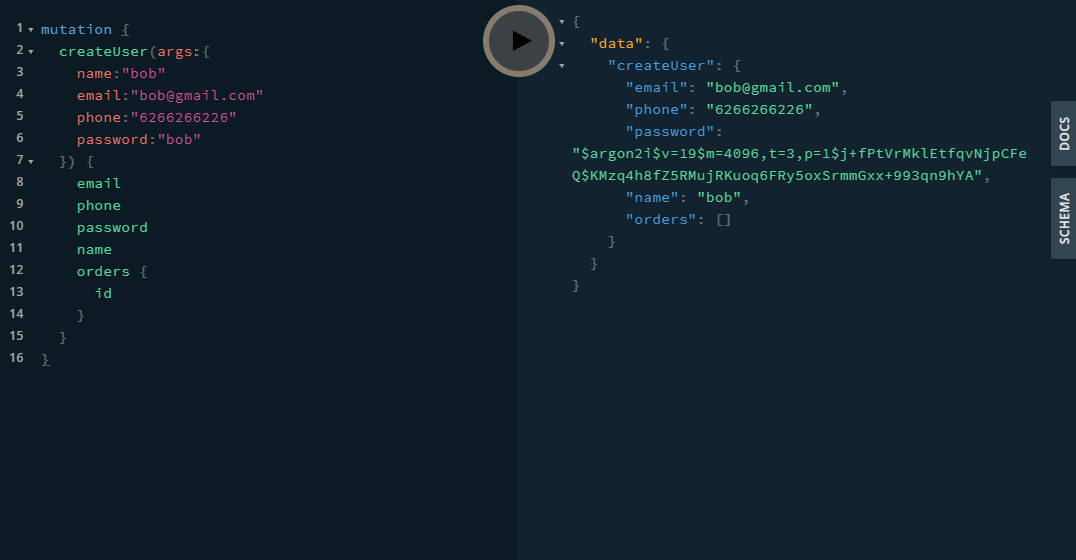 1 mutation {
2 createUser(args:{
3 name:"bob"
4 email:"bob@gmail.com"
5 phone:"6266266226"
6 password:"bob"
7 }) {
8 email
9 phone
10 password
11 name
12 orders {
13 id
14 }
15 }
16 }
{
"data": {
"createUser": {
"email": "bob@gmail.com",
"phone": "6266266226",
"password":
"$argon2i$v=19$m=4096,t=3,p=1$j+fPtVrMklEtfqvNjpCFe
Q$KMzq4h8fZ5RMujRKuoq6FRy5oxSrmmGxx+993qn9hYA",
"name": "bob",
"orders": []
}
}
}
DOCS
SCHEMA